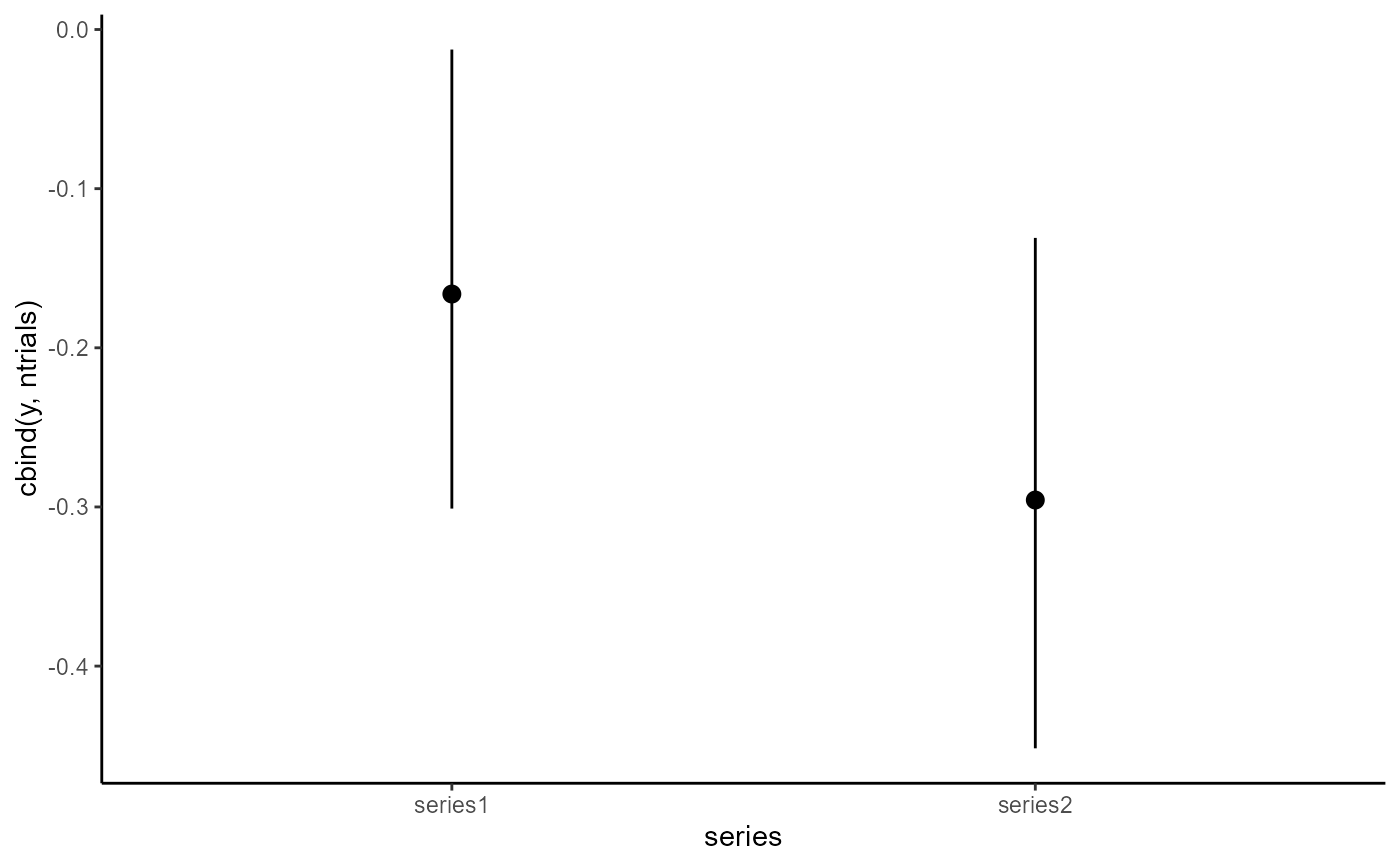 cbind(y, ntrials)
0.0
-0.1
-0.2
-0.3
-0.4
series1
series2
series